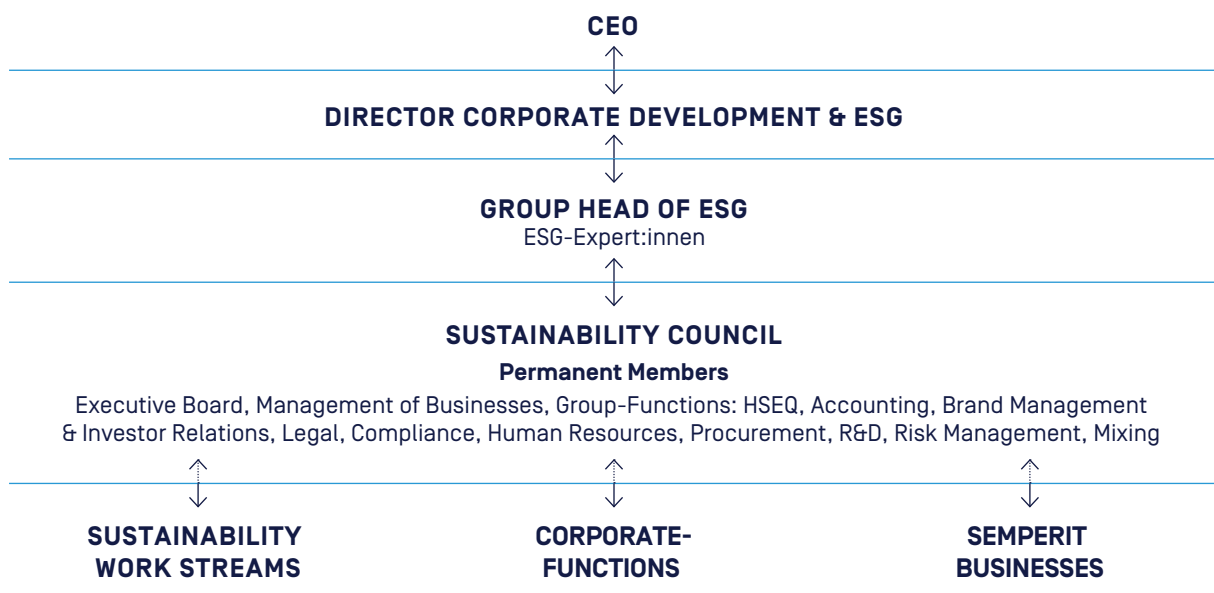 CEO
DIRECTOR CORPORATE DEVELOPMENT & ESG
GROUP HEAD OF ESG
ESG-Expert:innen
SUSTAINABILITY COUNCIL
Permanent Members
Executive Board, Management of Businesses, Group-Functions: HSEQ, Accounting, Brand Management
& Investor Relations, Legal, Compliance, Human Resources, Procurement, R&D, Risk Management, Mixing
SUSTAINABILITY
WORK STREAMS
CORPORATE-
FUNCTIONS
SEMPERIT
BUSINESSES